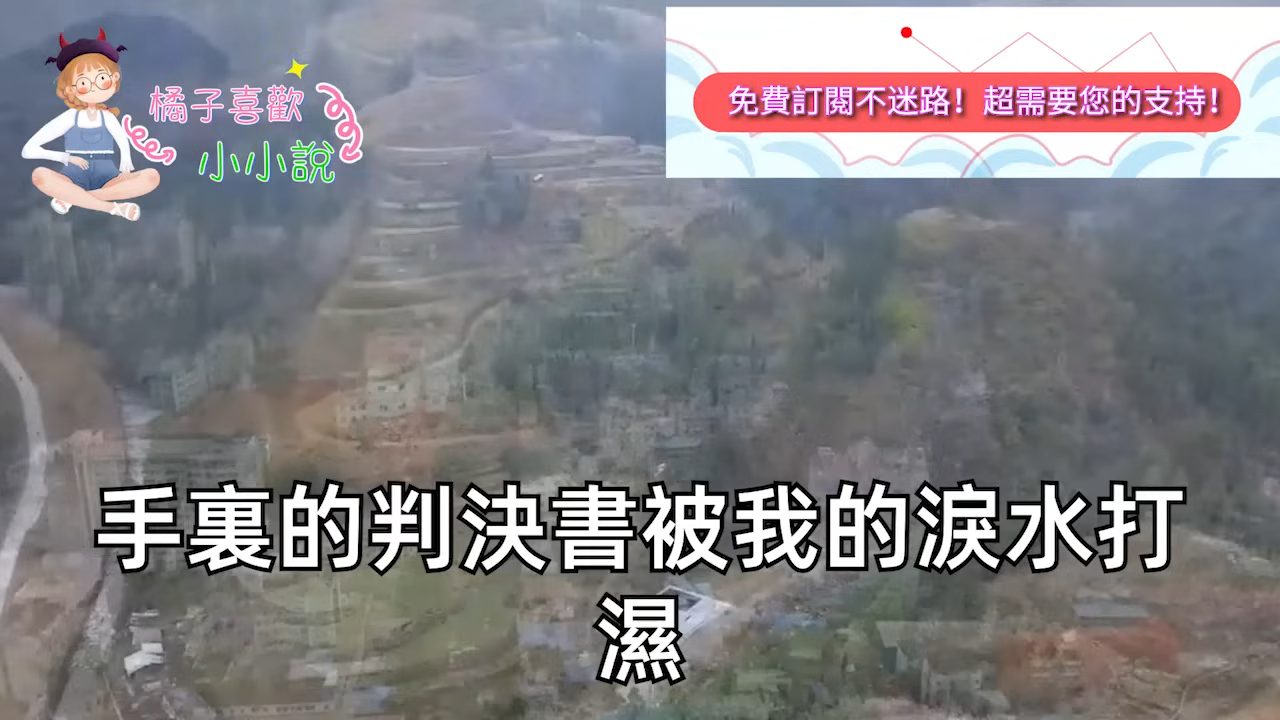 橘子喜歡
小小說
免費訂閱不迷路！超需要您的支持！
手裏的判決書被我的淚水打
濕